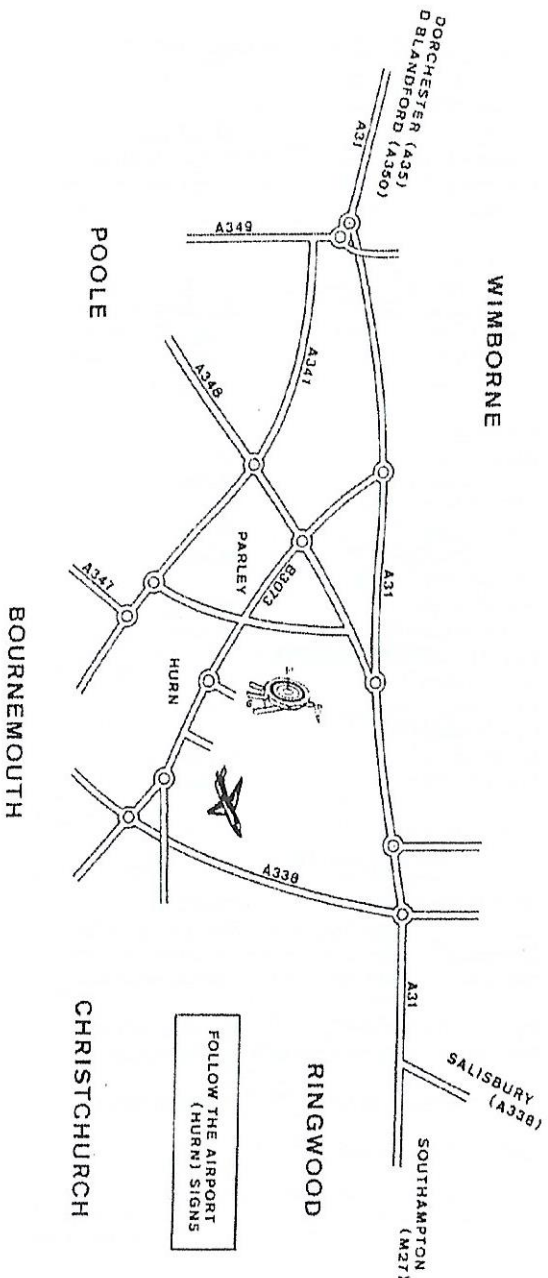 DORCHESTER (A35)
D BLANDFORD (A350)
A31
WIMBORNE
A349
POOLE
A341
A348
A31
PARLEY
B3073
A347
HURN
BOURNEMOUTH
A338
A31
SALISBURY
(A338)
SOUTHAMPTON
(M27)
RINGWOOD
CHRISTCHURCH
FOLLOW THE AIRPORT
(HURN) SIGNS